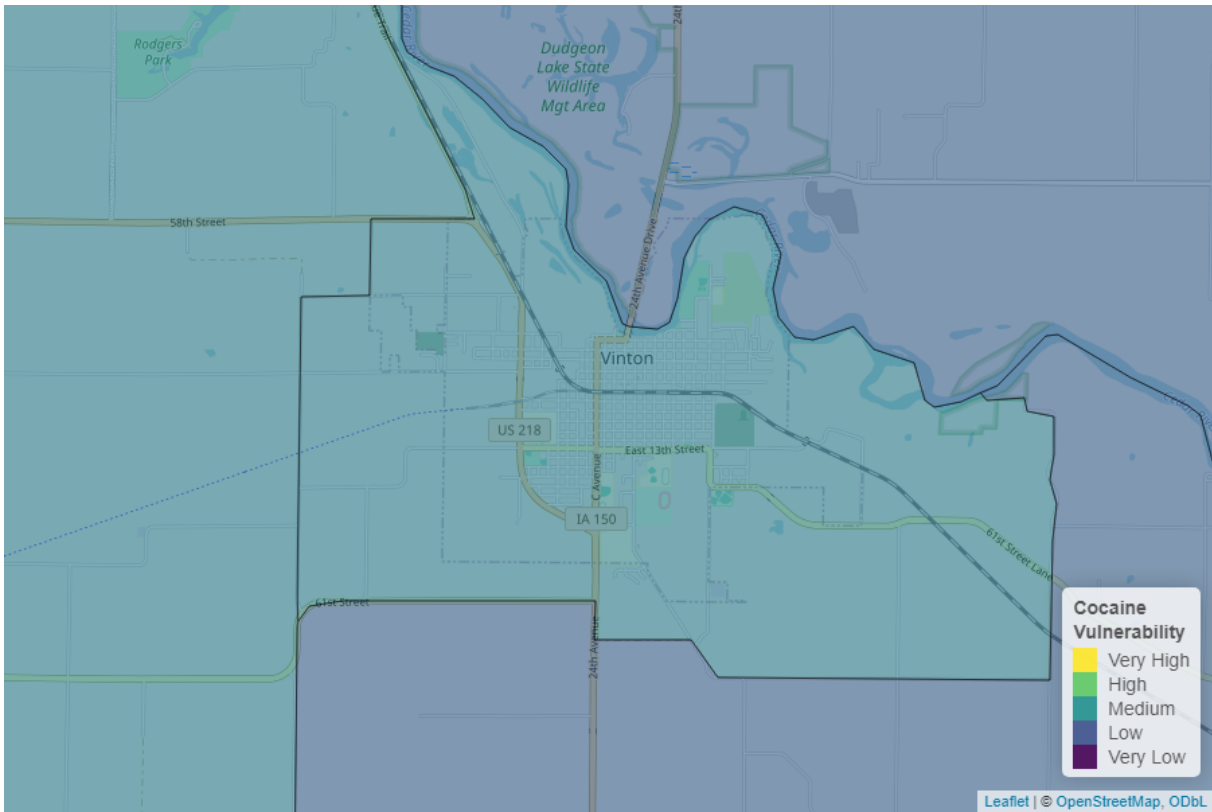 Rodgers
Park
Dudgeon
Lake State
Wildlife
Mgt Area
24th
Trail
58th Street
24th Avenue Drive
Vinton
US 218
East 13th Street
C Avenue
IA 150
61st Street Lane
61st Street
24th Avenue
Cocaine
Vulnerability
Very High
High
Medium
Low
Very Low
Leaflet | © OpenStreetMap, ODbL